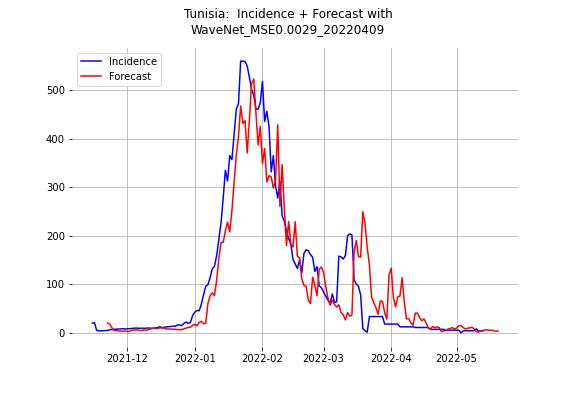 Tunisia:  Incidence + Forecast with
WaveNet_MSE0.0029_20220409
Incidence
Forecast
500
400
300
200
100
0
2021-12 2022-01 2022-02 2022-03 2022-04 2022-05